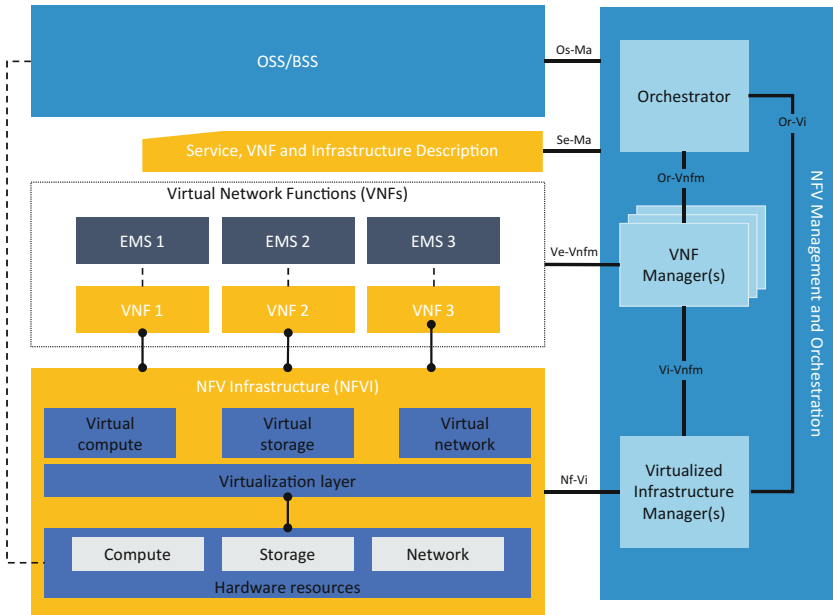 OSS/BSS
Os-Ma
Orchestrator
Or-Vi
Service, VNF and Infrastructure Description
Se-Ma
Or-Vnfm
Virtual Network Functions (VNFs)
EMS 1
EMS 2
EMS 3
Ve-Vnfm
VNF
Manager(s)
VNF 1
VNF 2
VNF 3
NFV Management and Orchestration
NFV Infrastructure (NFVI)
Vi-Vnfm
Virtual
compute
Virtual
storage
Virtual
network
Virtualization layer
Nf-Vi
Virtualized
Infrastructure
Manager(s)
Compute
Storage
Network
Hardware resources